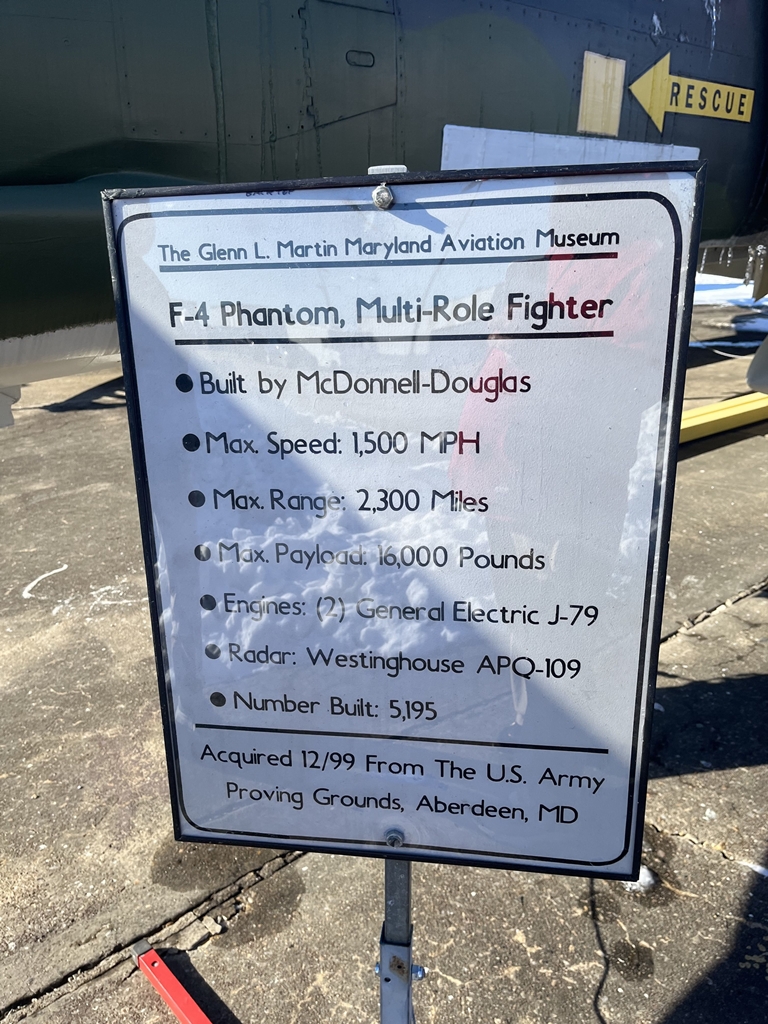 RESCUE
The Glenn L. Martin Maryland Aviation Museum
F-4 Phantom, Multi-Role Fighter
Built by McDonnell-Douglas
Max. Speed: 1,500 MPH
Max. Range: 2,300 Miles
Max. Payload: 16,000 Pounds
Engines: (2) General Electric J-79
Radar: Westinghouse APQ-109
Number Built: 5,195
Acquired 12/99 From The U.S. Army
Proving Grounds, Aberdeen, MD